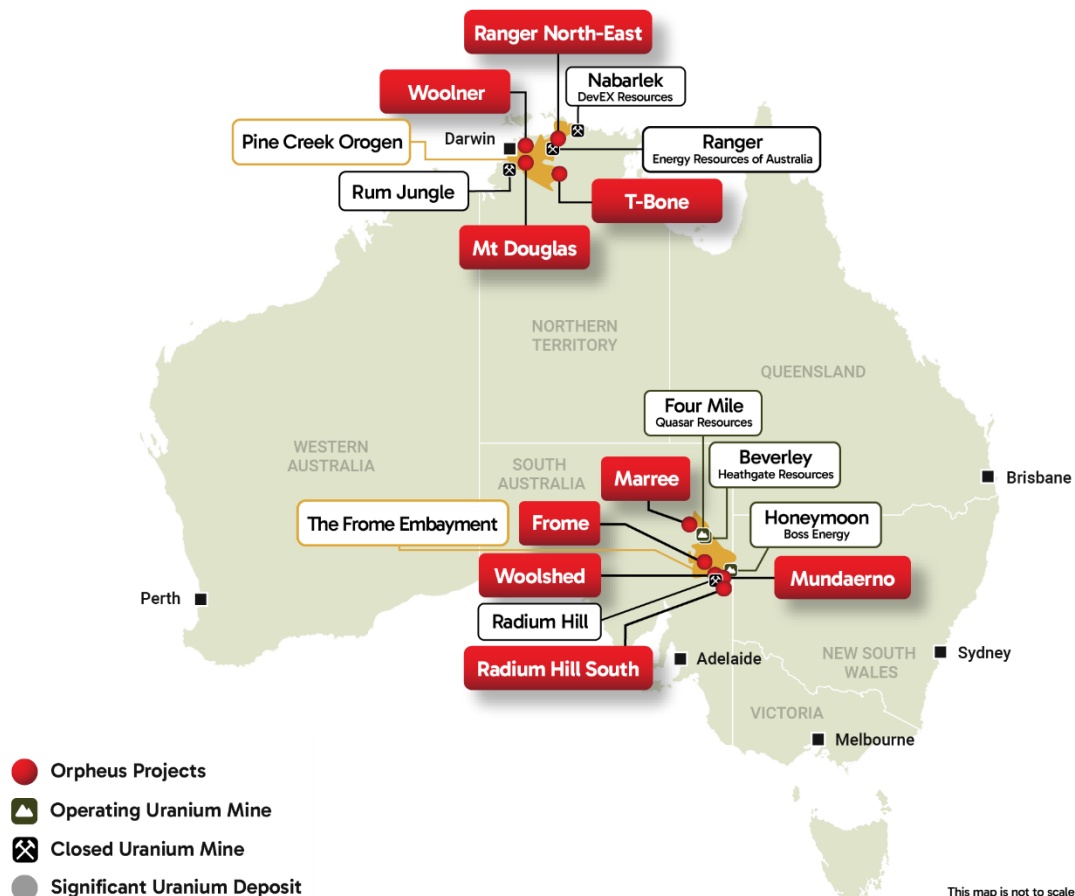 Ranger North-East
Nabarlek
DevEX Resources
Woolner
Pine Creek Orogen
Darwin
Ranger
Energy Resources of Australia
Rum Jungle
T-Bone
Mt Douglas
NORTHERN
TERRITORY
QUEENSLAND
Four Mile
Quasar Resources
WESTERN
AUSTRALIA
SOUTH
AUSTRALIA
Beverley
Heathgate Resources
Marree
Brisbane
The Frome Embayment
Frome
Honeymoon
Boss Energy
Woolshed
Mundaerno
Perth
Radium Hill
Radium Hill South
Adelaide
NEW SOUTH
WALES
Sydney
VICTORIA
Melbourne
Orpheus Projects
Operating Uranium Mine
Closed Uranium Mine
Significant Uranium Deposit
This map is not to scale